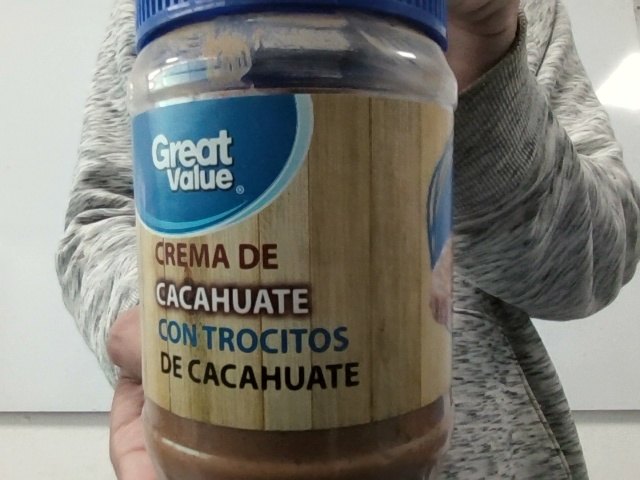 Great
Value®
CREMA DE
CACAHUATE
CON TROCITOS
DE CACAHUATE